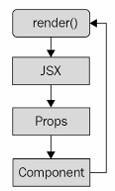 render()
JSX
Props
Component